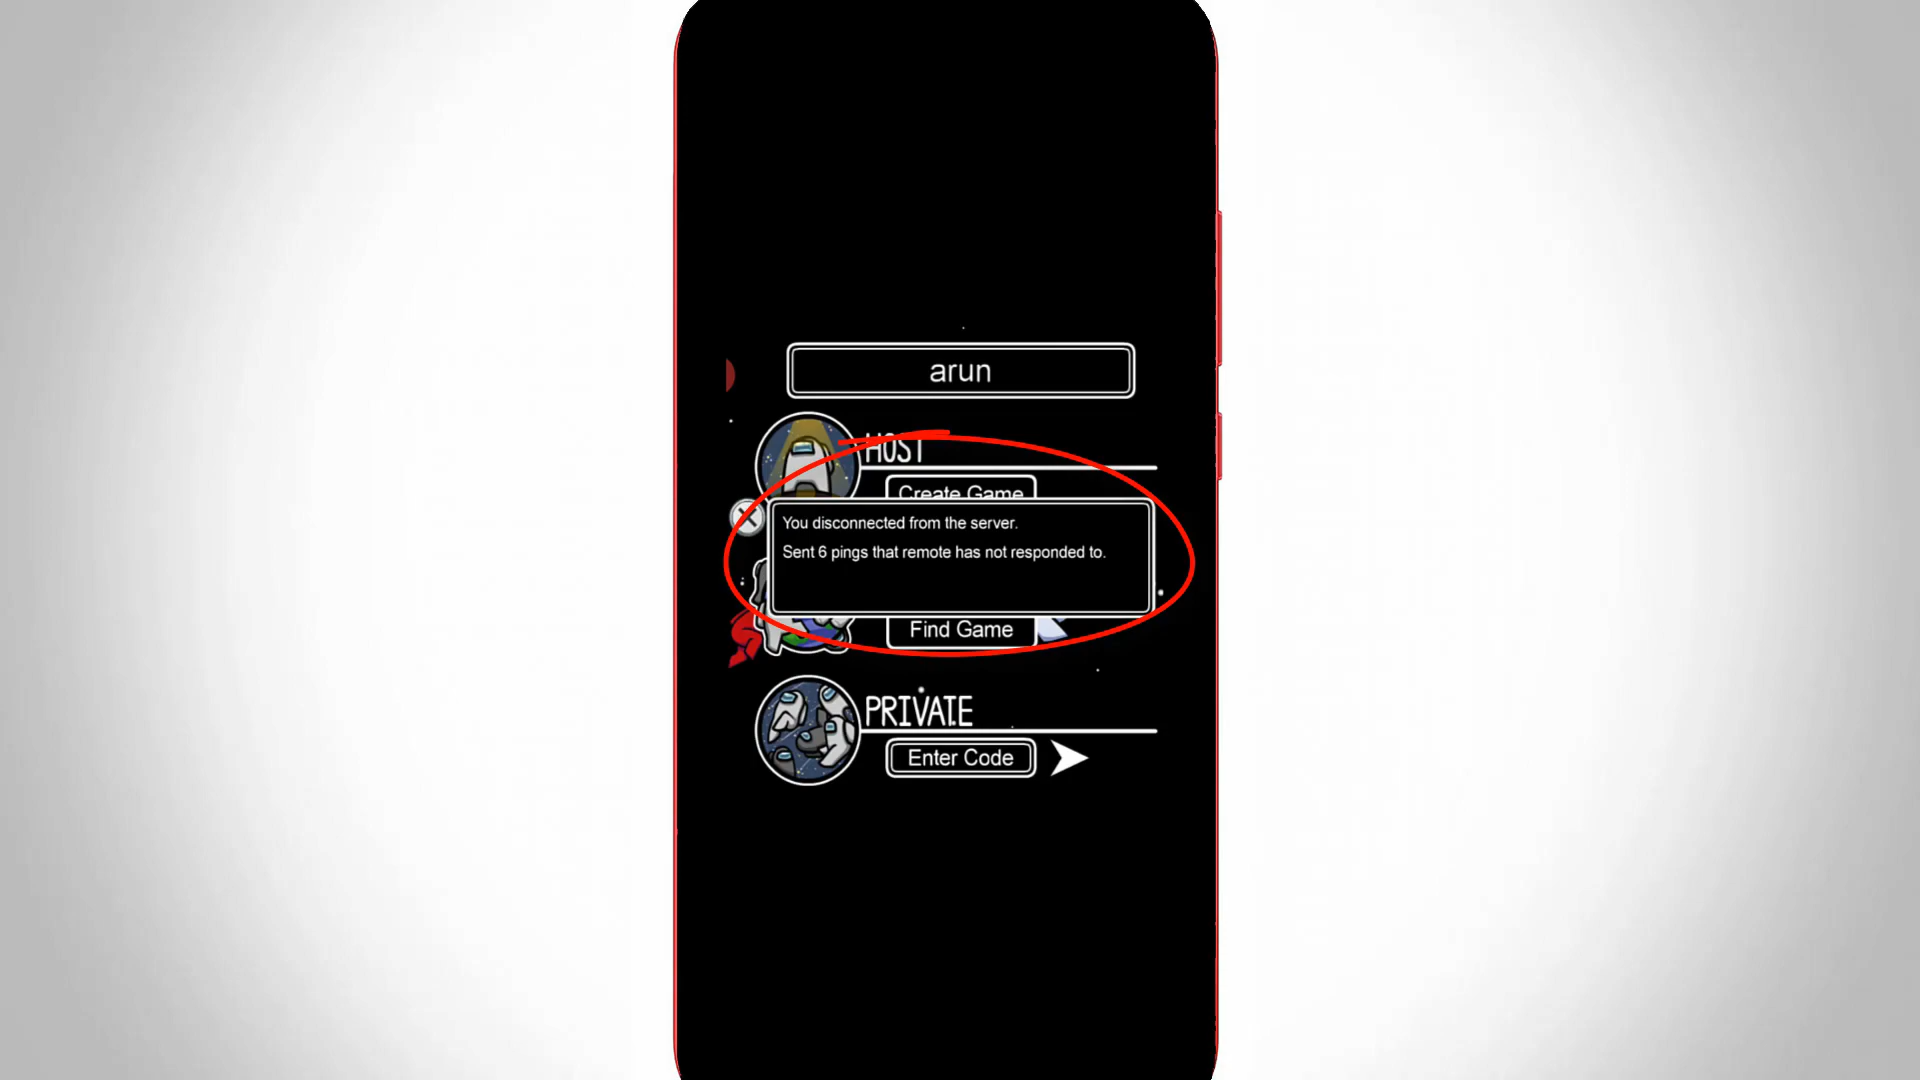 arun
HOST
Create Game
You disconnected from the server.
Sent 6 pings that remote has not responded to.
Find Game
PRIVATE
Enter Code